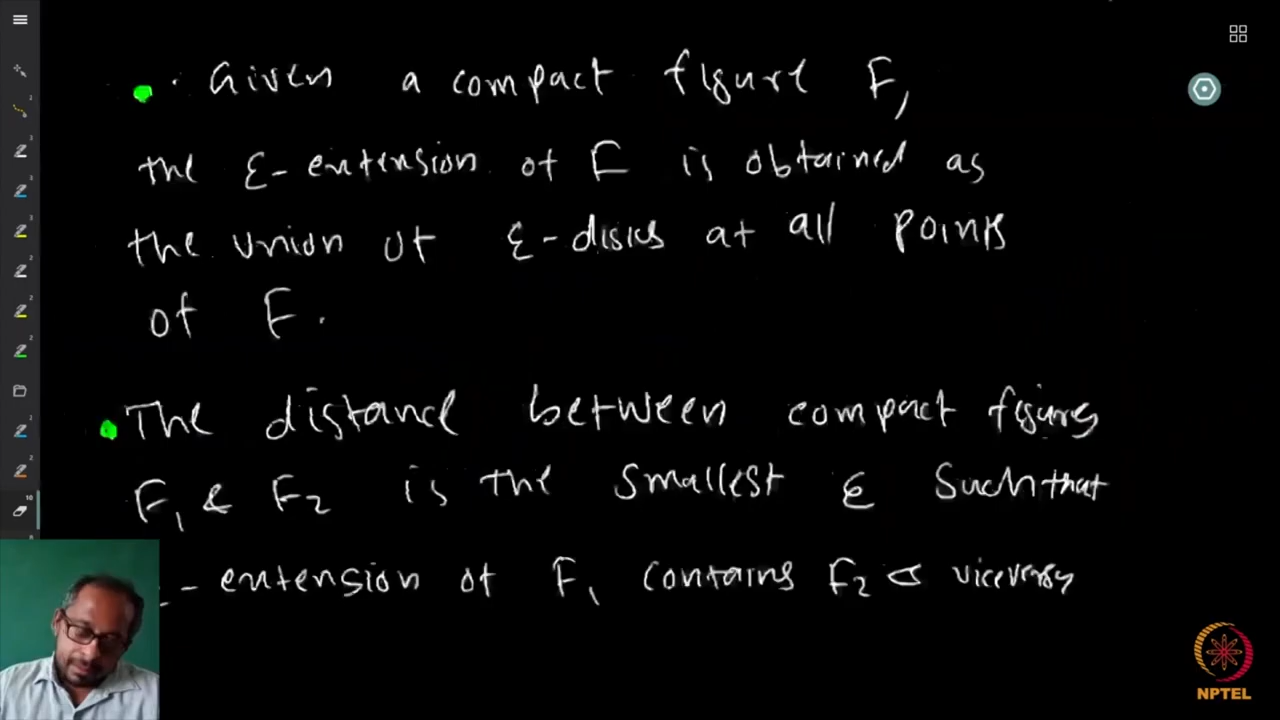 Given a compact figure F,
the ε-extension of F is obtained as
the union of ε-disks at all points
of F.
The distance between compact figures
F₁ & F₂ is the smallest ε such that
- extension of F₁ contains F₂ & viceversa
NPTEL